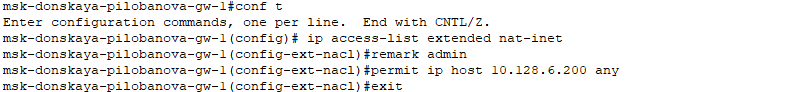 msk-donskaya-pilobanova-gw-1#conf t
Enter configuration commands, one per line.  End with CNTL/Z.
msk-donskaya-pilobanova-gw-1(config)# ip access-list extended nat-inet
msk-donskaya-pilobanova-gw-1(config-ext-nacl)#remark admin
msk-donskaya-pilobanova-gw-1(config-ext-nacl)#permit ip host 10.128.6.200 any
msk-donskaya-pilobanova-gw-1(config-ext-nacl)#exit